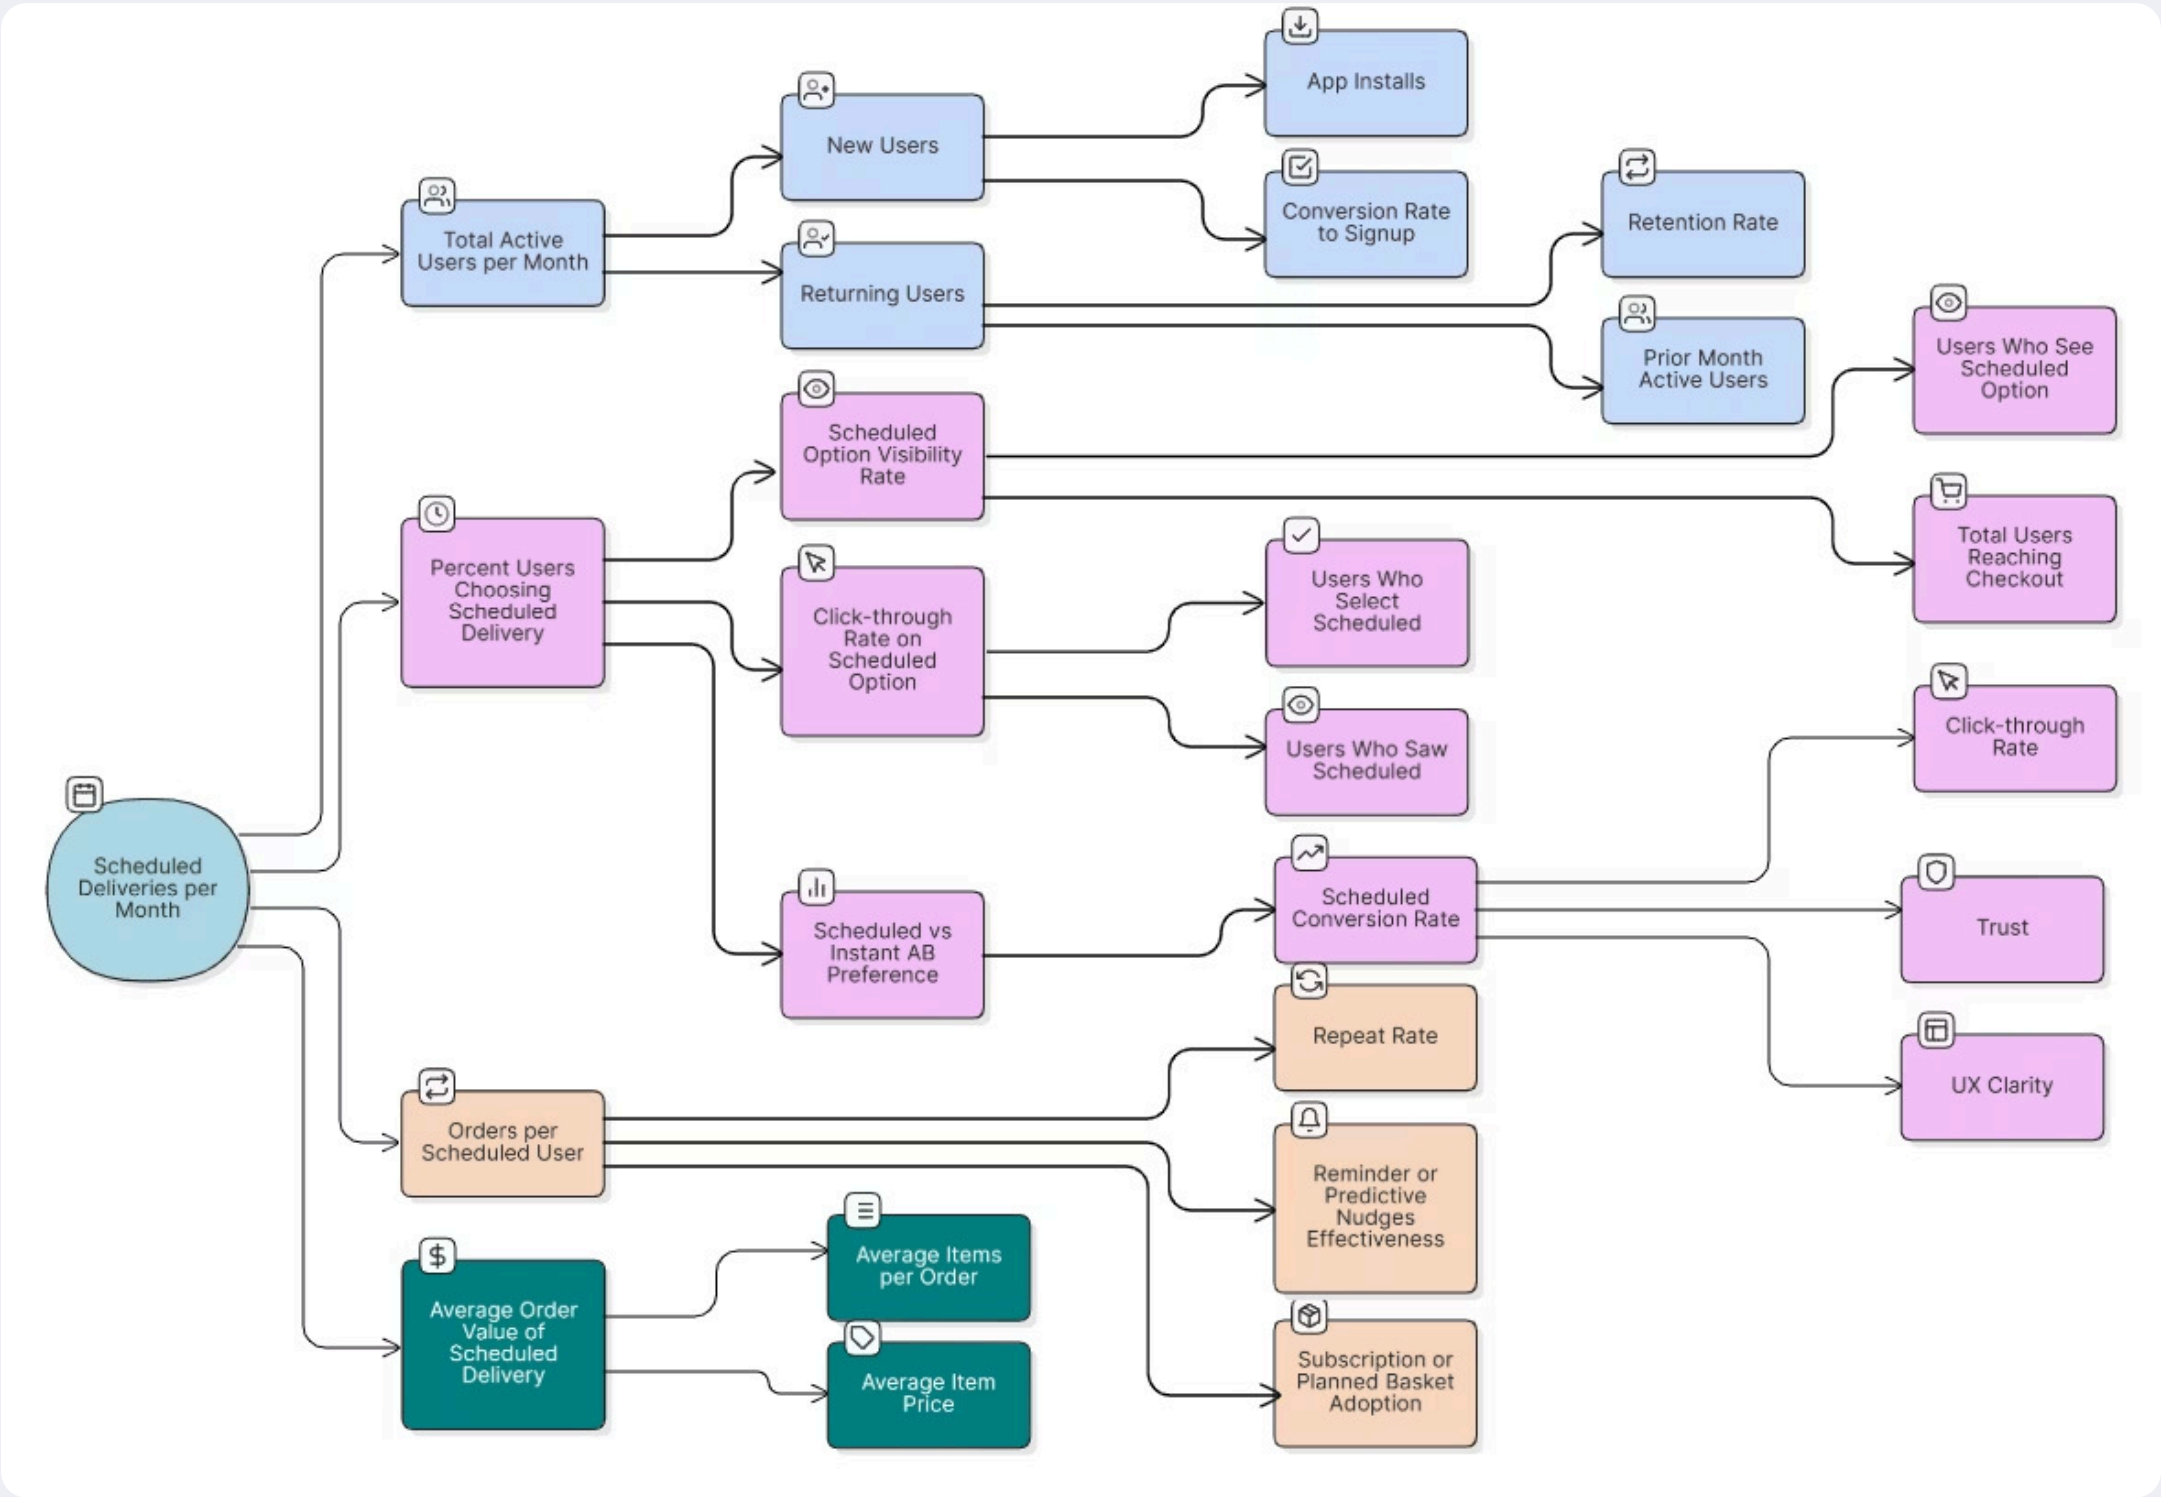 App Installs
New Users
Conversion Rate
to Signup
Retention Rate
Total Active
Users per Month
Returning Users
Prior Month
Active Users
Users Who See
Scheduled
Option
Scheduled
Option Visibility
Rate
Total Users
Reaching
Checkout
Percent Users
Choosing
Scheduled
Delivery
Click-through
Rate on
Scheduled
Option
Users Who
Select
Scheduled
Users Who Saw
Scheduled
Click-through
Rate
Scheduled
Deliveries per
Month
Scheduled vs
Instant AB
Preference
Scheduled
Conversion Rate
Trust
UX Clarity
Repeat Rate
Orders per
Scheduled User
Reminder or
Predictive
Nudges
Effectiveness
Average Order
Value of
Scheduled
Delivery
Average Items
per Order
Average Item
Price
Subscription or
Planned Basket
Adoption